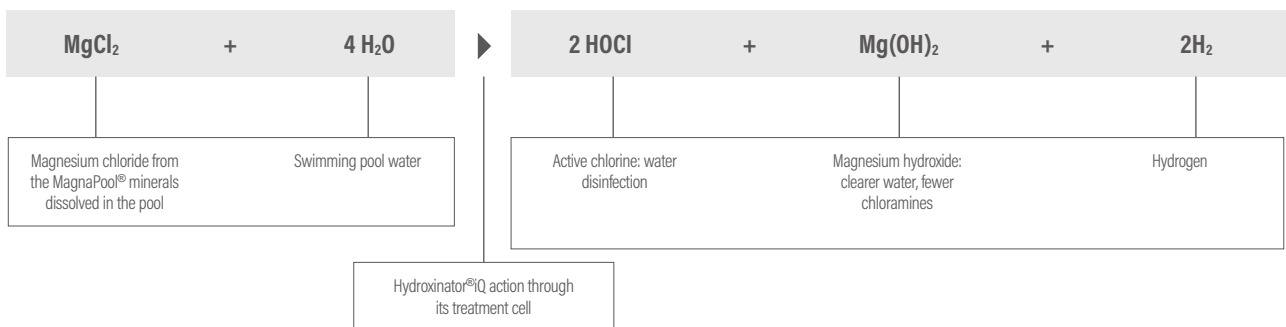 MgCl₂ + 4 H₂O ▶ 2 HOCl + Mg(OH)₂ + 2H₂
Magnesium chloride from
the MagnaPool® minerals
dissolved in the pool
Swimming pool water
Active chlorine: water
disinfection
Magnesium hydroxide:
clearer water, fewer
chloramines
Hydrogen
Hydroxinator®iQ action through
its treatment cell